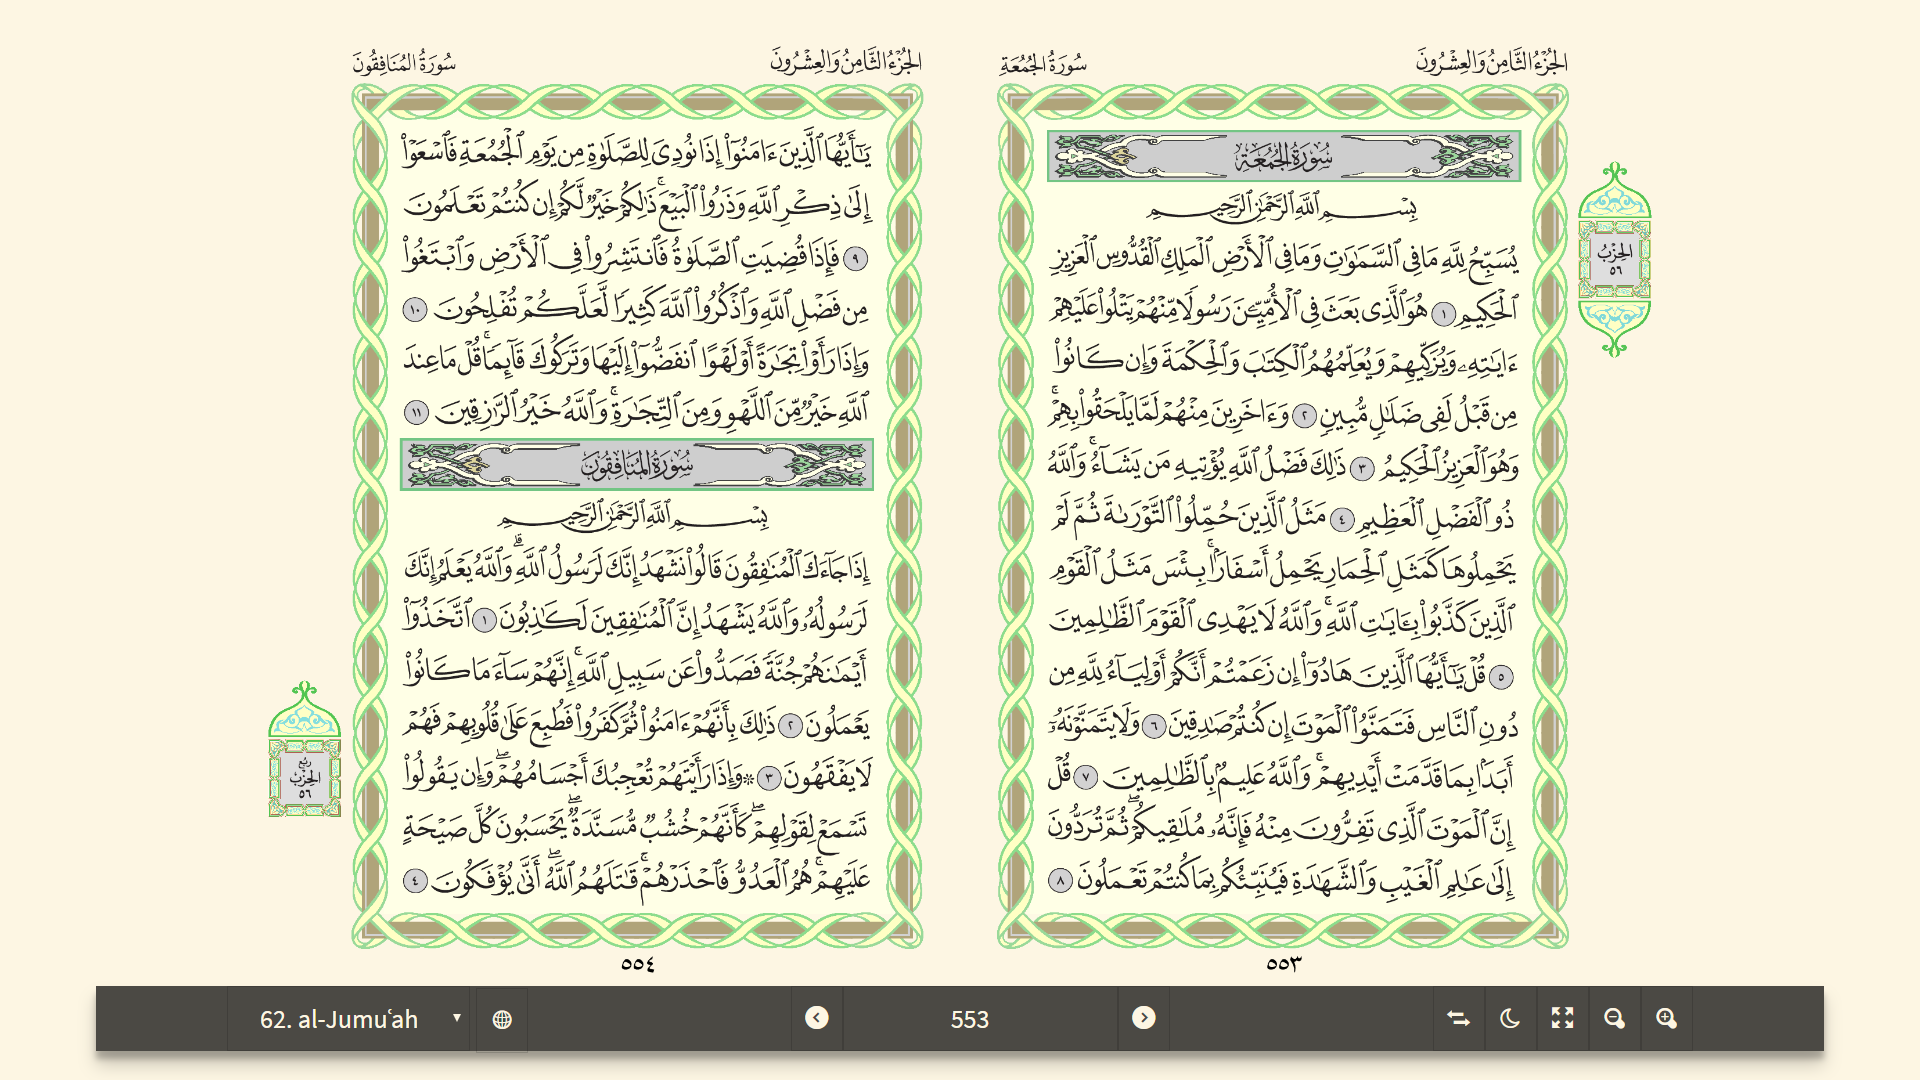 الجُزْءُ الثَّامِنُ وَالعِشْرُونَ
سُورَةُ الجُمُعَةِ
سُورَةُ الجُمُعَةِ
بِسْمِ ٱللَّهِ ٱلرَّحْمَٰنِ ٱلرَّحِيمِ
يُسَبِّحُ لِلَّهِ مَا فِى ٱلسَّمَٰوَٰتِ وَمَا فِى ٱلْأَرْضِ ٱلْمَلِكِ ٱلْقُدُّوسِ ٱلْعَزِيزِ
ٱلْحَكِيمِ ١ هُوَ ٱلَّذِى بَعَثَ فِى ٱلْأُمِّيِّـۧنَ رَسُولًا مِّنْهُمْ يَتْلُوا۟ عَلَيْهِمْ
ءَايَٰتِهِۦ وَيُزَكِّيهِمْ وَيُعَلِّمُهُمُ ٱلْكِتَٰبَ وَٱلْحِكْمَةَ وَإِن كَانُوا۟
مِن قَبْلُ لَفِى ضَلَٰلٍ مُّبِينٍ ٢ وَءَاخَرِينَ مِنْهُمْ لَمَّا يَلْحَقُوا۟ بِهِمْ ۚ
وَهُوَ ٱلْعَزِيزُ ٱلْحَكِيمُ ٣ ذَٰلِكَ فَضْلُ ٱللَّهِ يُؤْتِيهِ مَن يَشَآءُ ۚ وَٱللَّهُ
ذُو ٱلْفَضْلِ ٱلْعَظِيمِ ٤ مَثَلُ ٱلَّذِينَ حُمِّلُوا۟ ٱلتَّوْرَىٰةَ ثُمَّ لَمْ
يَحْمِلُوهَا كَمَثَلِ ٱلْحِمَارِ يَحْمِلُ أَسْفَارًۢا ۚ بِئْسَ مَثَلُ ٱلْقَوْمِ
ٱلَّذِينَ كَذَّبُوا۟ بِـَٔايَٰتِ ٱللَّهِ ۚ وَٱللَّهُ لَا يَهْدِى ٱلْقَوْمَ ٱلظَّٰلِمِينَ
٥ قُلْ يَٰٓأَيُّهَا ٱلَّذِينَ هَادُوٓا۟ إِن زَعَمْتُمْ أَنَّكُمْ أَوْلِيَآءُ لِلَّهِ مِن
دُونِ ٱلنَّاسِ فَتَمَنَّوُا۟ ٱلْمَوْتَ إِن كُنتُمْ صَٰدِقِينَ ٦ وَلَا يَتَمَنَّوْنَهُۥٓ
أَبَدًۢا بِمَا قَدَّمَتْ أَيْدِيهِمْ ۚ وَٱللَّهُ عَلِيمٌۢ بِٱلظَّٰلِمِينَ ٧ قُلْ
إِنَّ ٱلْمَوْتَ ٱلَّذِى تَفِرُّونَ مِنْهُ فَإِنَّهُۥ مُلَٰقِيكُمْ ۖ ثُمَّ تُرَدُّونَ
إِلَىٰ عَٰلِمِ ٱلْغَيْبِ وَٱلشَّهَٰدَةِ فَيُنَبِّئُكُم بِمَا كُنتُمْ تَعْمَلُونَ ٨
الحِزْبُ
٥٦
٥٥٣
الجُزْءُ الثَّامِنُ وَالعِشْرُونَ
سُورَةُ المُنَافِقُونَ
يَٰٓأَيُّهَا ٱلَّذِينَ ءَامَنُوٓا۟ إِذَا نُودِىَ لِلصَّلَوٰةِ مِن يَوْمِ ٱلْجُمُعَةِ فَٱسْعَوْا۟
إِلَىٰ ذِكْرِ ٱللَّهِ وَذَرُوا۟ ٱلْبَيْعَ ۚ ذَٰلِكُمْ خَيْرٌ لَّكُمْ إِن كُنتُمْ تَعْلَمُونَ
٩ فَإِذَا قُضِيَتِ ٱلصَّلَوٰةُ فَٱنتَشِرُوا۟ فِى ٱلْأَرْضِ وَٱبْتَغُوا۟
مِن فَضْلِ ٱللَّهِ وَٱذْكُرُوا۟ ٱللَّهَ كَثِيرًا لَّعَلَّكُمْ تُفْلِحُونَ ١٠
وَإِذَا رَأَوْا۟ تِجَٰرَةً أَوْ لَهْوًا ٱنفَضُّوٓا۟ إِلَيْهَا وَتَرَكُوكَ قَآئِمًا ۚ قُلْ مَا عِندَ
ٱللَّهِ خَيْرٌ مِّنَ ٱللَّهْوِ وَمِنَ ٱلتِّجَٰرَةِ ۚ وَٱللَّهُ خَيْرُ ٱلرَّٰزِقِينَ ١١
سُورَةُ المُنَافِقُونَ
بِسْمِ ٱللَّهِ ٱلرَّحْمَٰنِ ٱلرَّحِيمِ
إِذَا جَآءَكَ ٱلْمُنَٰفِقُونَ قَالُوا۟ نَشْهَدُ إِنَّكَ لَرَسُولُ ٱللَّهِ ۗ وَٱللَّهُ يَعْلَمُ إِنَّكَ
لَرَسُولُهُۥ وَٱللَّهُ يَشْهَدُ إِنَّ ٱلْمُنَٰفِقِينَ لَكَٰذِبُونَ ١ ٱتَّخَذُوٓا۟
أَيْمَٰنَهُمْ جُنَّةً فَصَدُّوا۟ عَن سَبِيلِ ٱللَّهِ ۚ إِنَّهُمْ سَآءَ مَا كَانُوا۟
يَعْمَلُونَ ٢ ذَٰلِكَ بِأَنَّهُمْ ءَامَنُوا۟ ثُمَّ كَفَرُوا۟ فَطُبِعَ عَلَىٰ قُلُوبِهِمْ فَهُمْ
لَا يَفْقَهُونَ ٣ ۞ وَإِذَا رَأَيْتَهُمْ تُعْجِبُكَ أَجْسَامُهُمْ ۖ وَإِن يَقُولُوا۟
تَسْمَعْ لِقَوْلِهِمْ ۖ كَأَنَّهُمْ خُشُبٌ مُّسَنَّدَةٌ ۖ يَحْسَبُونَ كُلَّ صَيْحَةٍ
عَلَيْهِمْ ۚ هُمُ ٱلْعَدُوُّ فَٱحْذَرْهُمْ ۚ قَٰتَلَهُمُ ٱللَّهُ ۖ أَنَّىٰ يُؤْفَكُونَ ٤
رُبْع
الحِزْبُ
٥٦
٥٥٤
62. al-Jumuʿah
553